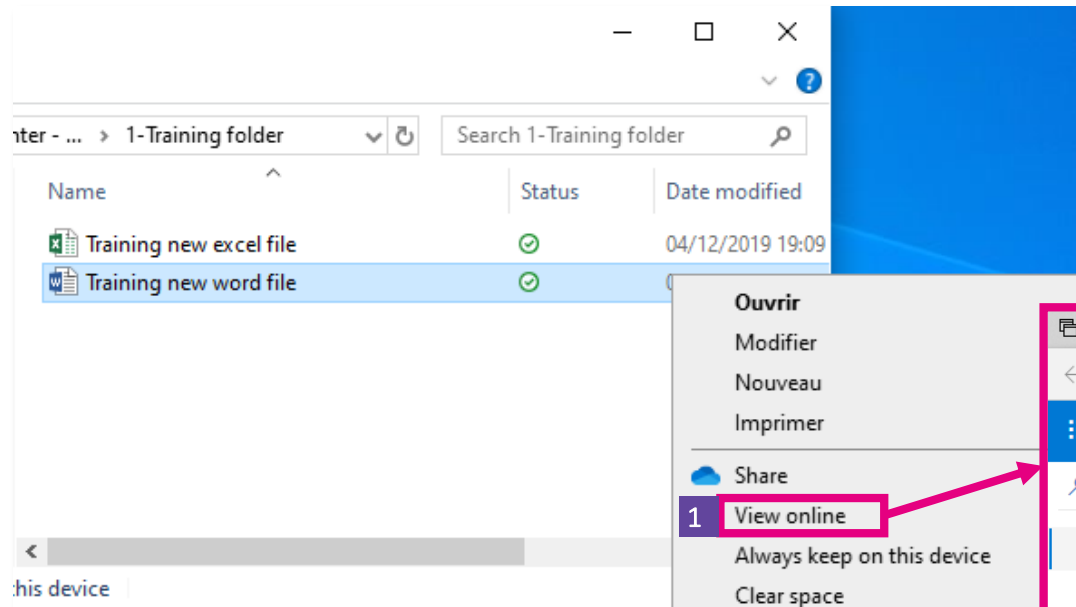 nter - ... > 1-Training folder
Search 1-Training folder
Name Status Date modified
Training new excel file 04/12/2019 19:09
Training new word file
Ouvrir
Modifier
Nouveau
Imprimer
Share
1 View online
Always keep on this device
Clear space
this device